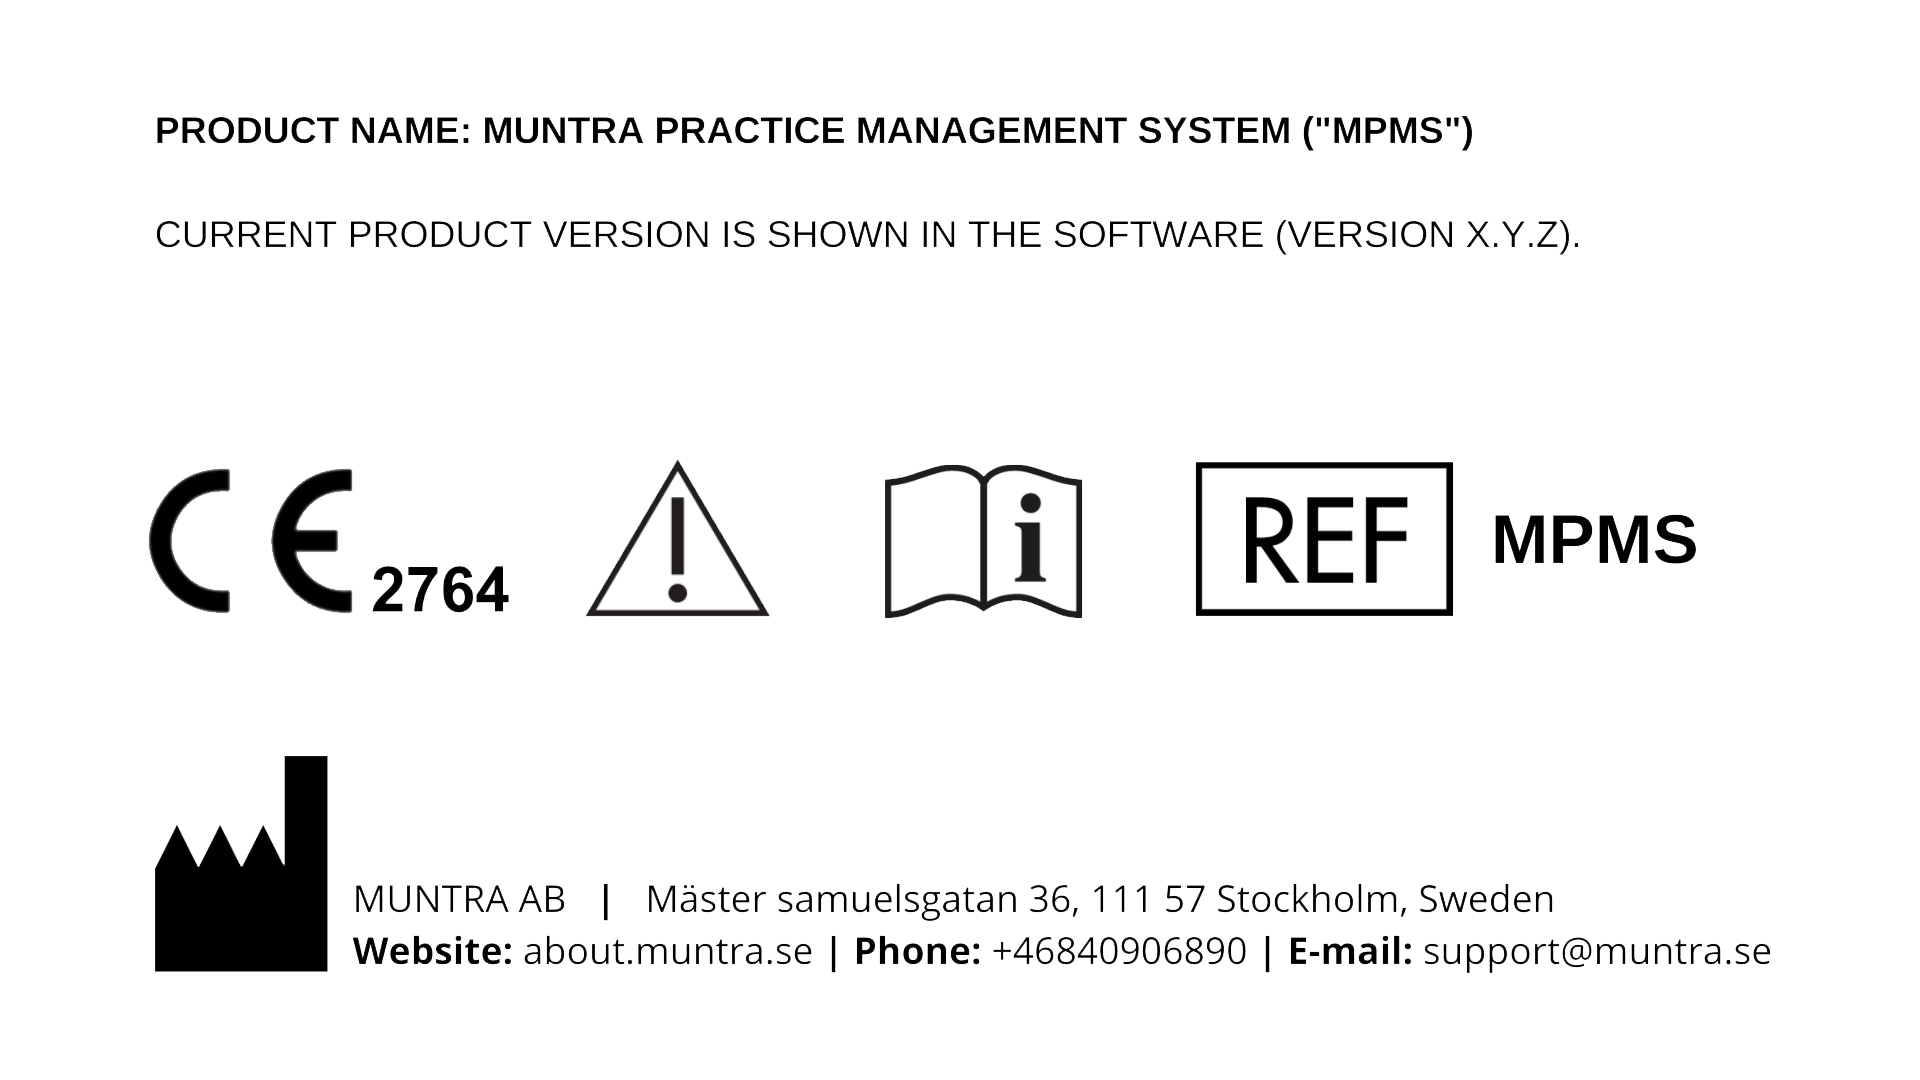 PRODUCT NAME: MUNTRA PRACTICE MANAGEMENT SYSTEM ("MPMS")
CURRENT PRODUCT VERSION IS SHOWN IN THE SOFTWARE (VERSION X.Y.Z).
CE 2764 ! i REF MPMS
MUNTRA AB | Mäster samuelsgatan 36, 111 57 Stockholm, Sweden
Website: about.muntra.se | Phone: +46840906890 | E-mail: support@muntra.se